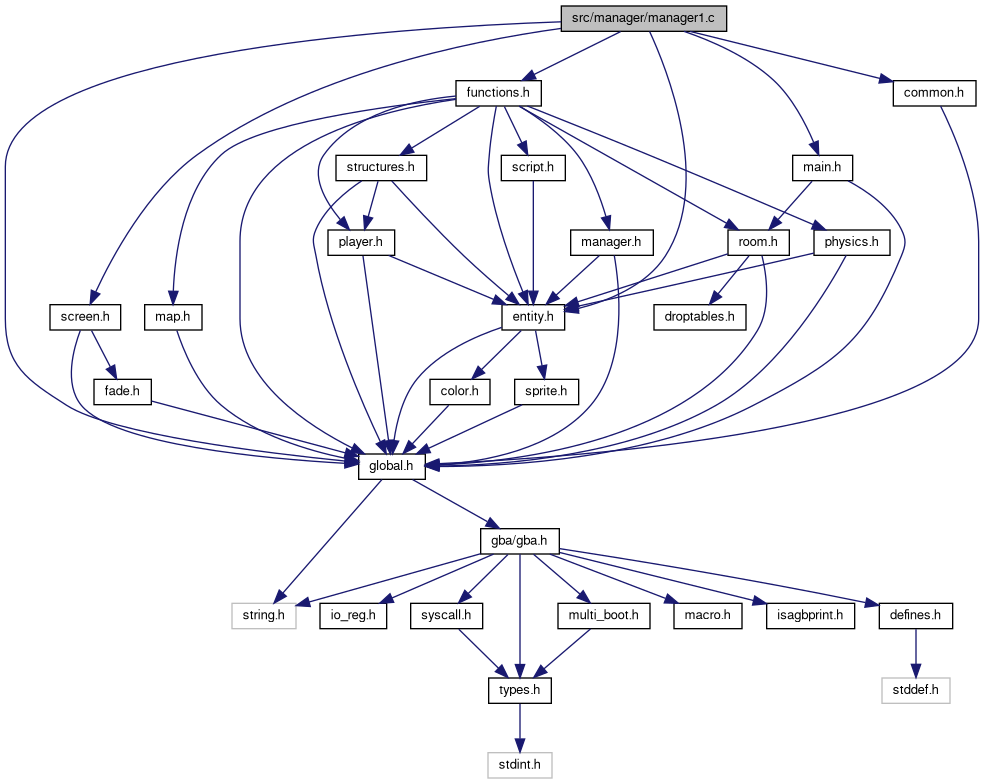 src/manager/manager1.c
functions.h
common.h
structures.h
script.h
main.h
player.h
manager.h
room.h
physics.h
screen.h
map.h
entity.h
droptables.h
fade.h
color.h
sprite.h
global.h
gba/gba.h
string.h
io_reg.h
syscall.h
multi_boot.h
macro.h
isagbprint.h
defines.h
types.h
stddef.h
stdint.h